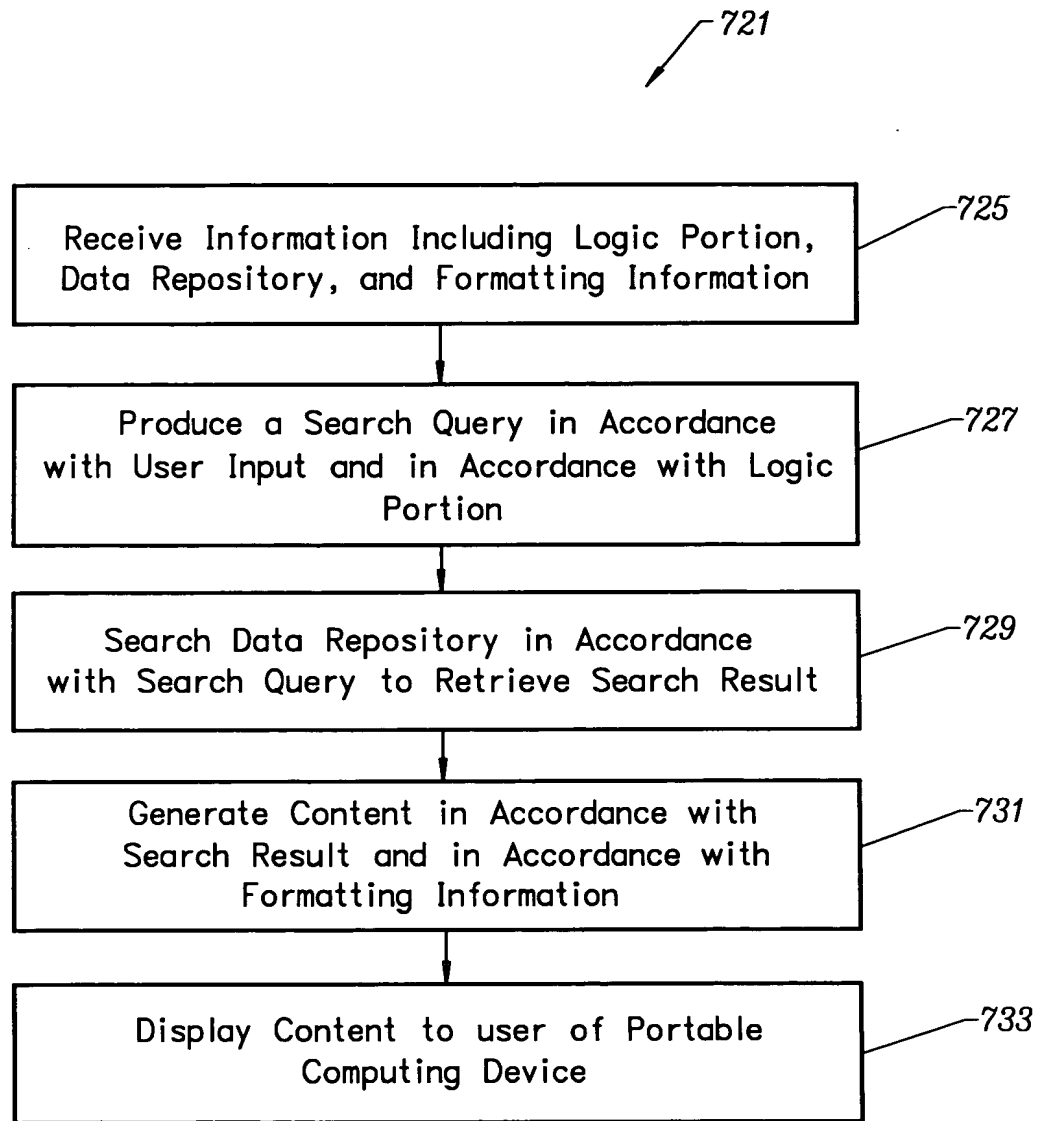 721
Receive Information Including Logic Portion,
Data Repository, and Formatting Information
725
Produce a Search Query in Accordance
with User Input and in Accordance with Logic
Portion
727
Search Data Repository in Accordance
with Search Query to Retrieve Search Result
729
Generate Content in Accordance with
Search Result and in Accordance with
Formatting Information
731
Display Content to user of Portable
Computing Device
733